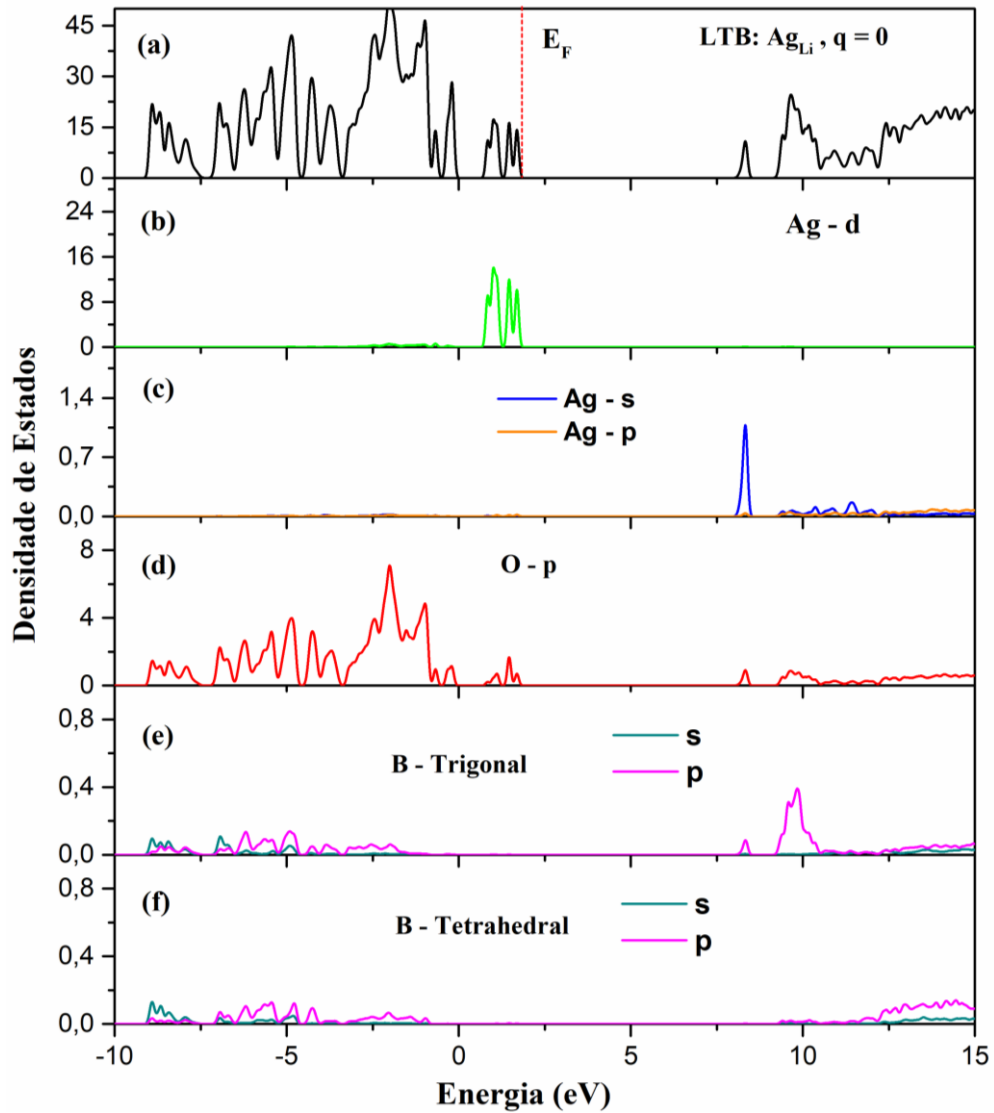 Densidade de Estados
(a)
LTB: Ag_Li , q = 0
E_F
45
30
15
0
(b)
Ag - d
24
16
8
0
(c)
Ag - s
Ag - p
1,4
0,7
0,0
(d)
O - p
8
4
0
(e)
B - Trigonal
s
p
0,8
0,4
0,0
(f)
B - Tetrahedral
s
p
0,8
0,4
0,0
-10 -5 0 5 10 15
Energia (eV)